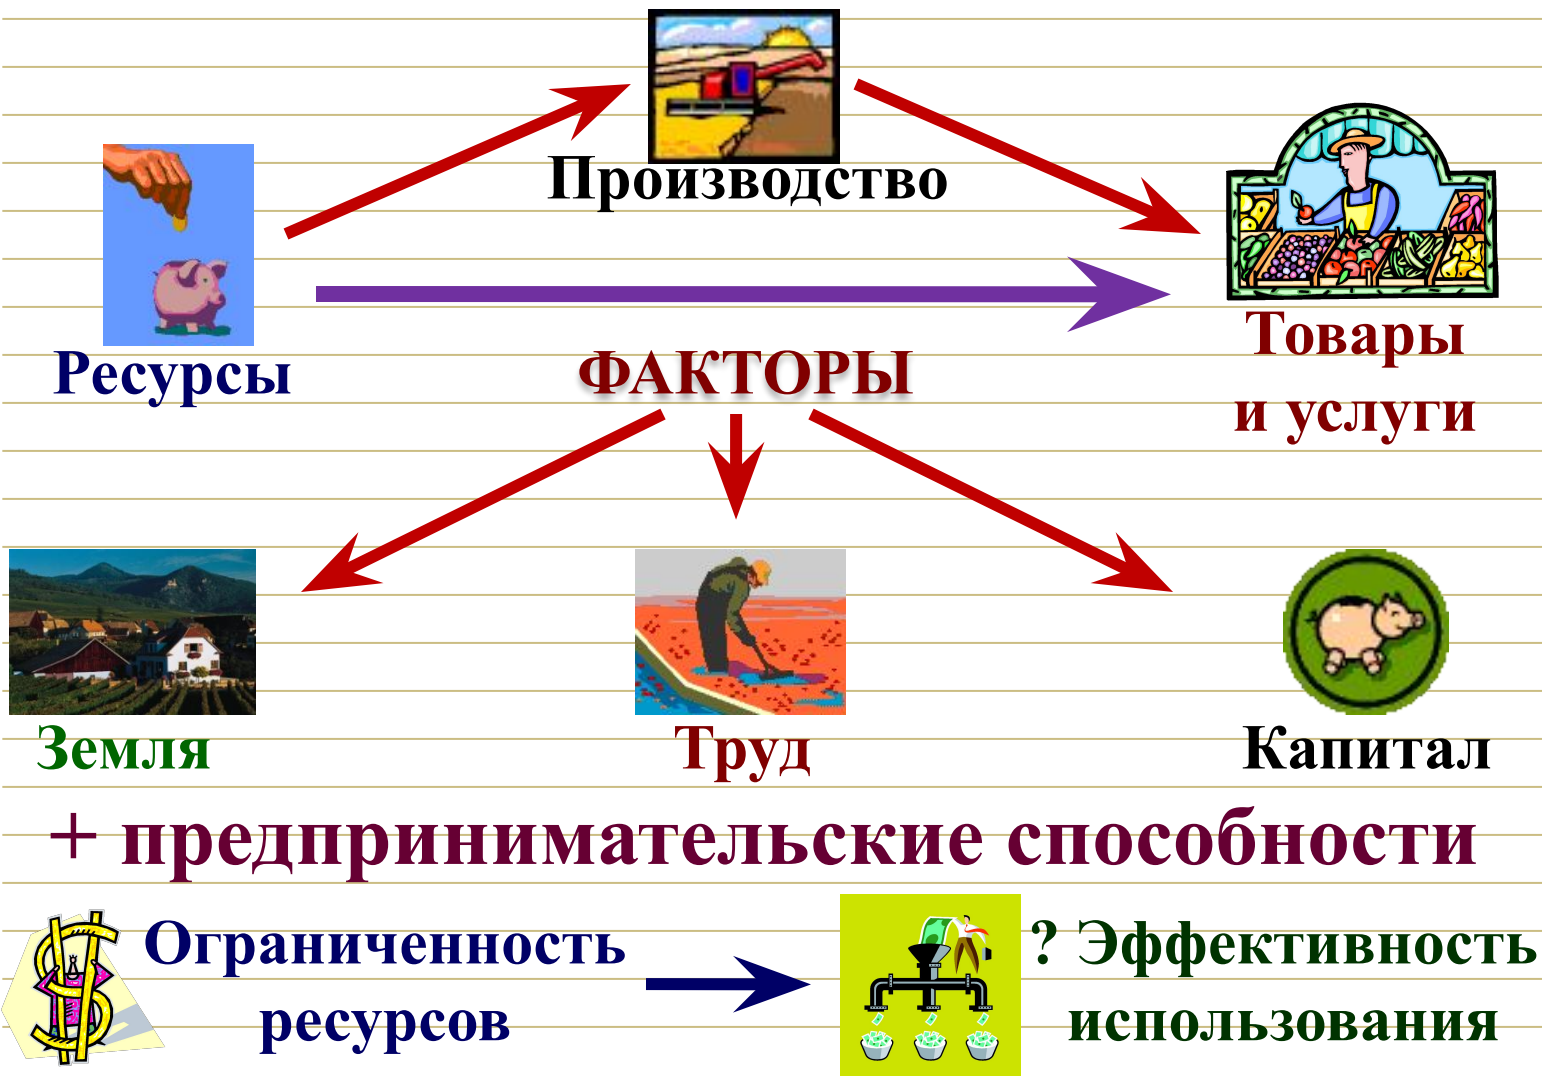 Производство
Ресурсы
ФАКТОРЫ
Товары
и услуги
Земля
Труд
Капитал
+ предпринимательские способности
Ограниченность
ресурсов
? Эффективность
использования